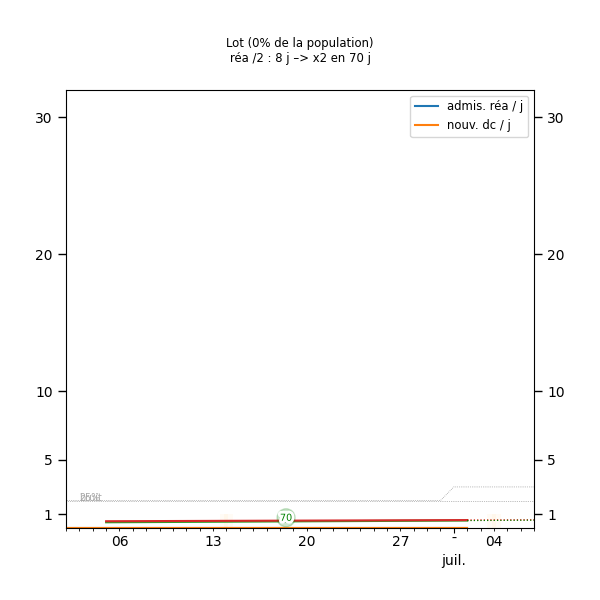 Lot (0% de la population)
réa /2 : 8 j –> x2 en 70 j
admis. réa / j
nouv. dc / j
30 30
20 20
10 10
5 5
1 1
70
06 13 20 27 - 04
juil.